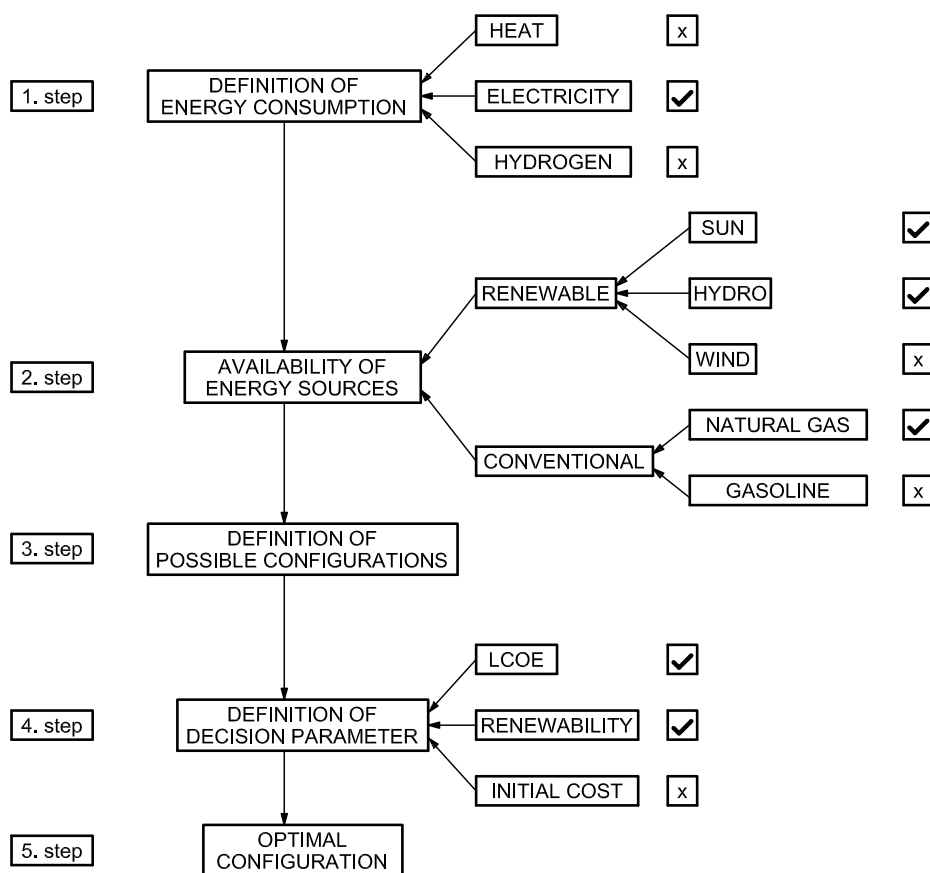 HEAT
x
1. step
DEFINITION OF
ENERGY CONSUMPTION
ELECTRICITY
HYDROGEN
x
SUN
RENEWABLE
HYDRO
2. step
AVAILABILITY OF
ENERGY SOURCES
WIND
x
NATURAL GAS
CONVENTIONAL
GASOLINE
x
3. step
DEFINITION OF
POSSIBLE CONFIGURATIONS
LCOE
4. step
DEFINITION OF
DECISION PARAMETER
RENEWABILITY
INITIAL COST
x
5. step
OPTIMAL
CONFIGURATION